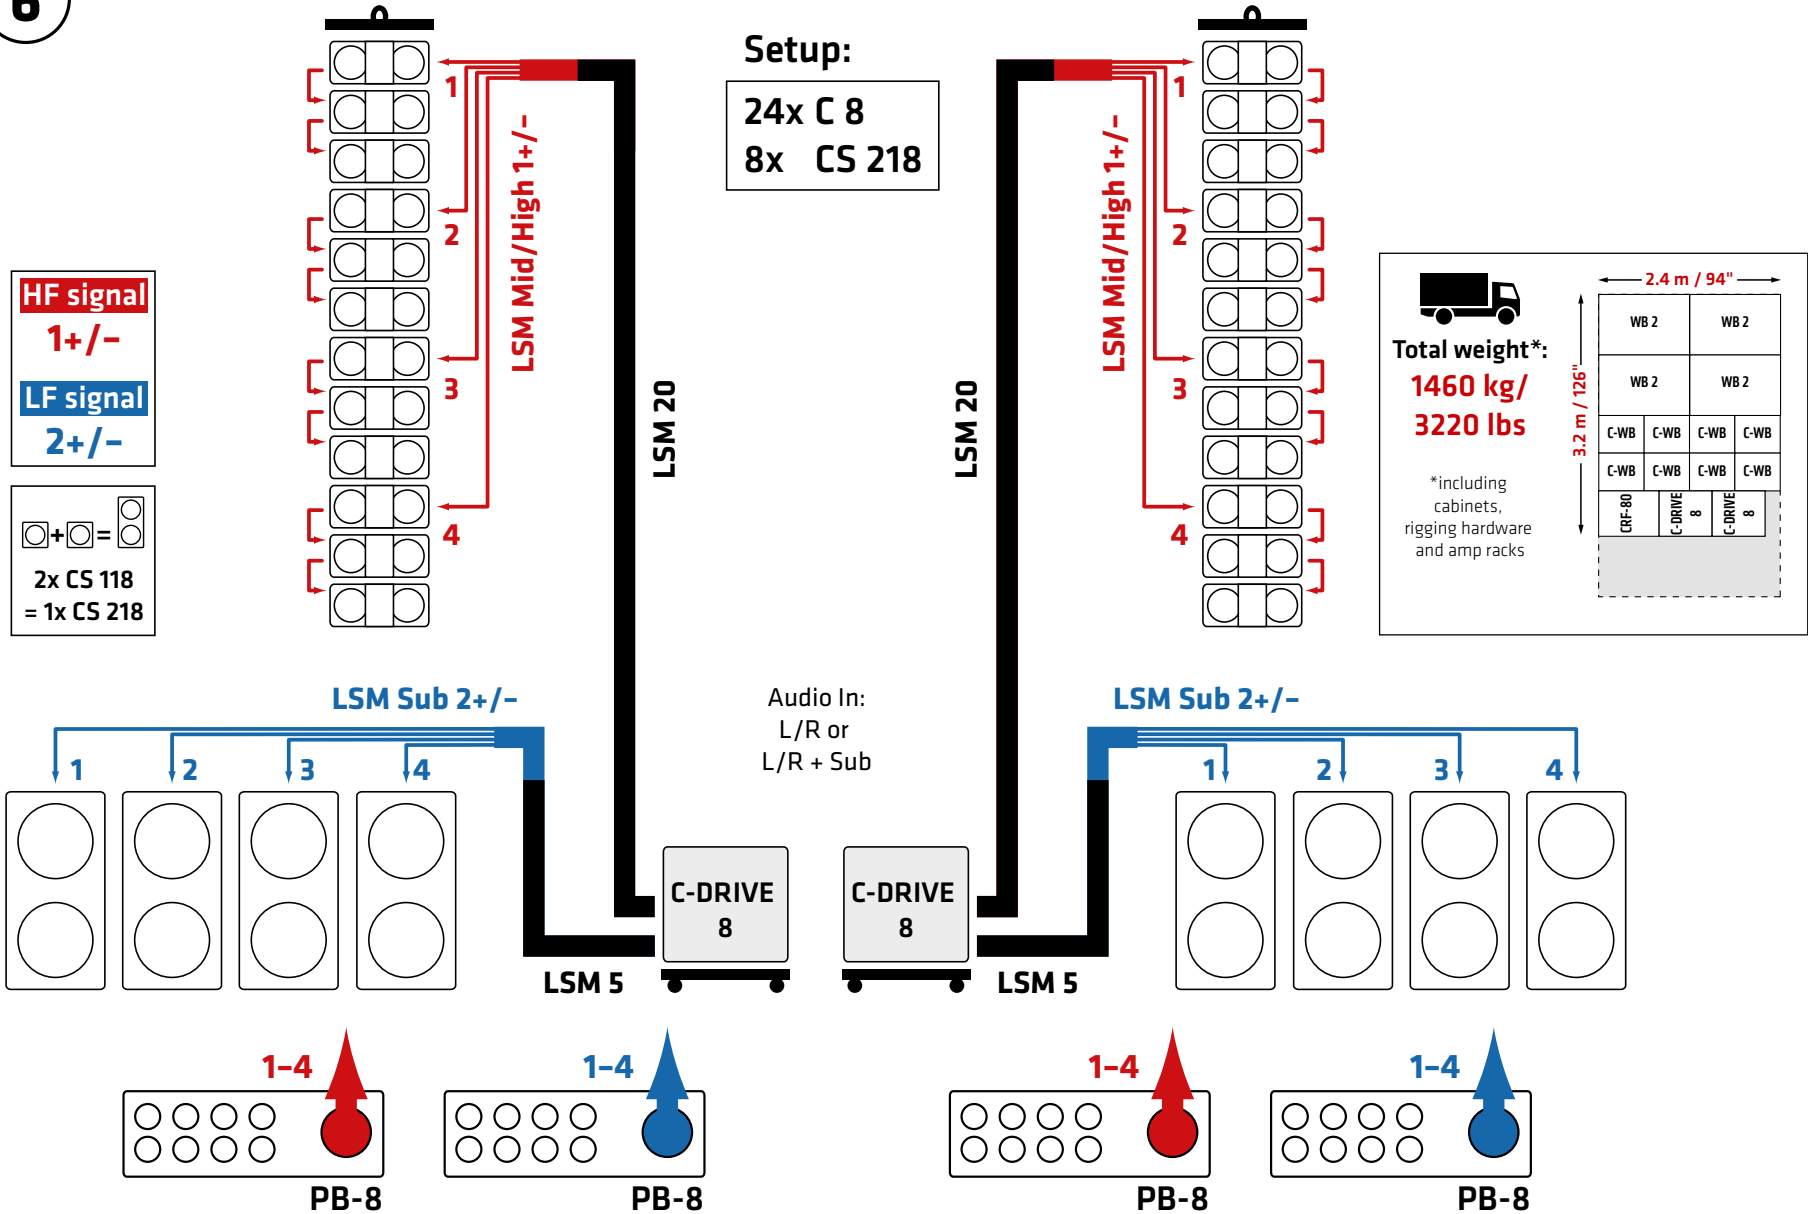 6
Setup:
24x C 8
8x CS 218
1
2
3
4
LSM Mid/High 1+/−
LSM 20
LSM 20
LSM Mid/High 1+/−
1
2
3
4
HF signal
1+/−
LF signal
2+/−
+ =
2x CS 118
= 1x CS 218
Total weight*:
1460 kg/
3220 lbs
*including
cabinets,
rigging hardware
and amp racks
2.4 m / 94"
3.2 m / 126"
WB 2 WB 2
WB 2 WB 2
C-WB C-WB C-WB C-WB
C-WB C-WB C-WB C-WB
CRF-80
C-DRIVE
8
C-DRIVE
8
LSM Sub 2+/−
1 2 3 4
Audio In:
L/R or
L/R + Sub
LSM Sub 2+/−
1 2 3 4
C-DRIVE
8
C-DRIVE
8
LSM 5
LSM 5
1−4
1−4
1−4
1−4
PB-8
PB-8
PB-8
PB-8